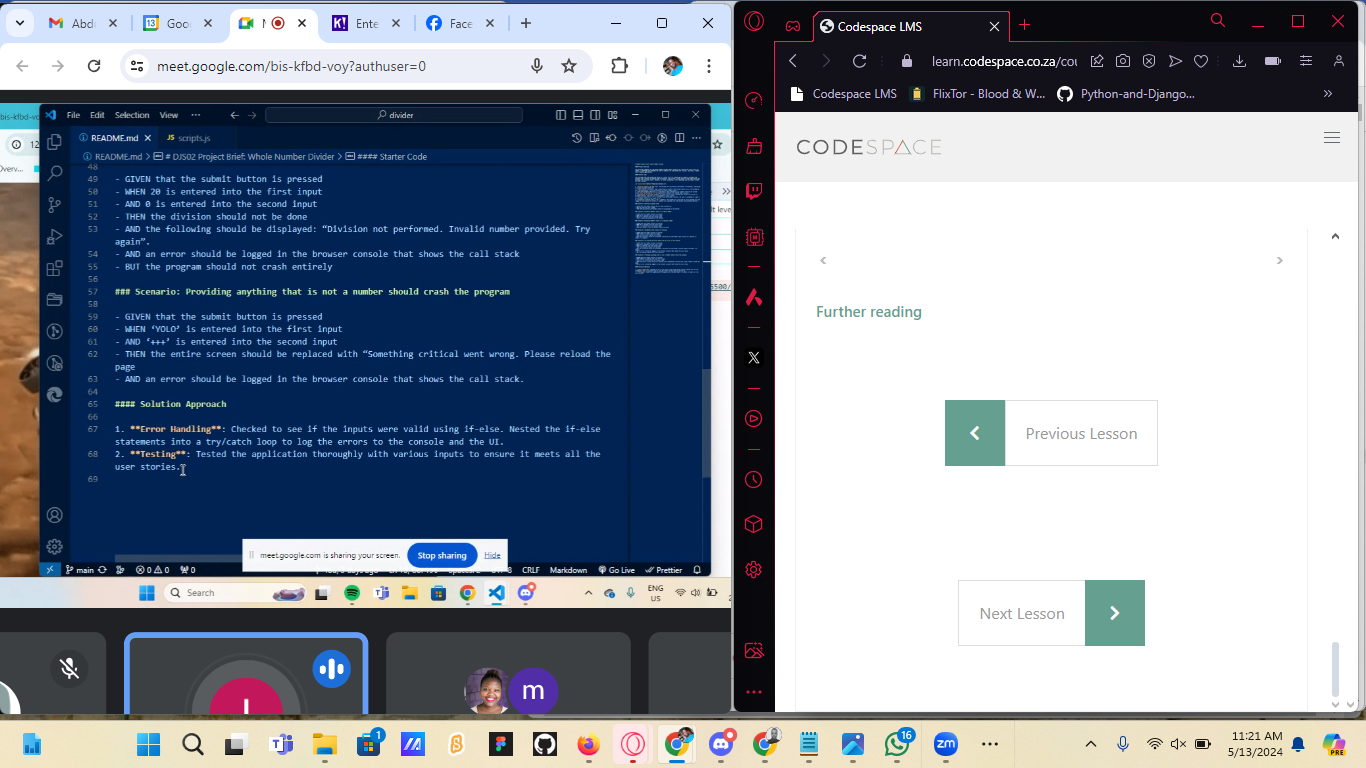 Abdu
Goo
M
Ente
Face
meet.google.com/bis-kfbd-voy?authuser=0
bis-kfbd-voy
File Edit Selection View ...
divider
README.md
JS scripts.js
README.md > # DJS02 Project Brief: Whole Number Divider > #### Starter Code
48
49 - GIVEN that the submit button is pressed
50 - WHEN 20 is entered into the first input
51 - AND 0 is entered into the second input
52 - THEN the division should not be done
53 - AND the following should be displayed: “Division not performed. Invalid number provided. Try
again”.
54 - AND an error should be logged in the browser console that shows the call stack
55 - BUT the program should not crash entirely
56
57 ### Scenario: Providing anything that is not a number should crash the program
58
59 - GIVEN that the submit button is pressed
60 - WHEN ‘YOLO’ is entered into the first input
61 - AND ‘+++’ is entered into the second input
62 - THEN the entire screen should be replaced with “Something critical went wrong. Please reload the
page
63 - AND an error should be logged in the browser console that shows the call stack.
64
65 #### Solution Approach
66
67 1. **Error Handling**: Checked to see if the inputs were valid using if-else. Nested the if-else
statements into a try/catch loop to log the errors to the console and the UI.
68 2. **Testing**: Tested the application thoroughly with various inputs to ensure it meets all the
user stories.
69
meet.google.com is sharing your screen.
Stop sharing
Hide
main
0 0
0
CRLF
Markdown
Go Live
Prettier
Search
ENG
US
m
Codespace LMS
learn.codespace.co.za/cou
Codespace LMS
FlixTor - Blood & W...
Python-and-Django...
CODESPACE
Further reading
Previous Lesson
Next Lesson
1
16
zm
11:21 AM
5/13/2024
PRE